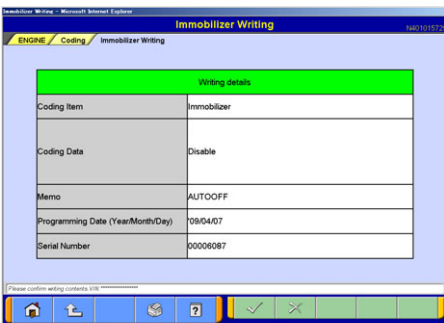 Immobilizer Writing - Microsoft Internet Explorer
Immobilizer Writing
N40101572
ENGINE Coding Immobilizer Writing
Writing details
Coding Item Immobilizer
Coding Data Disable
Memo AUTOOFF
Programming Date (Year/Month/Day) '09/04/07
Serial Number 00006087
Please confirm writing contents.VIN:*****************
?